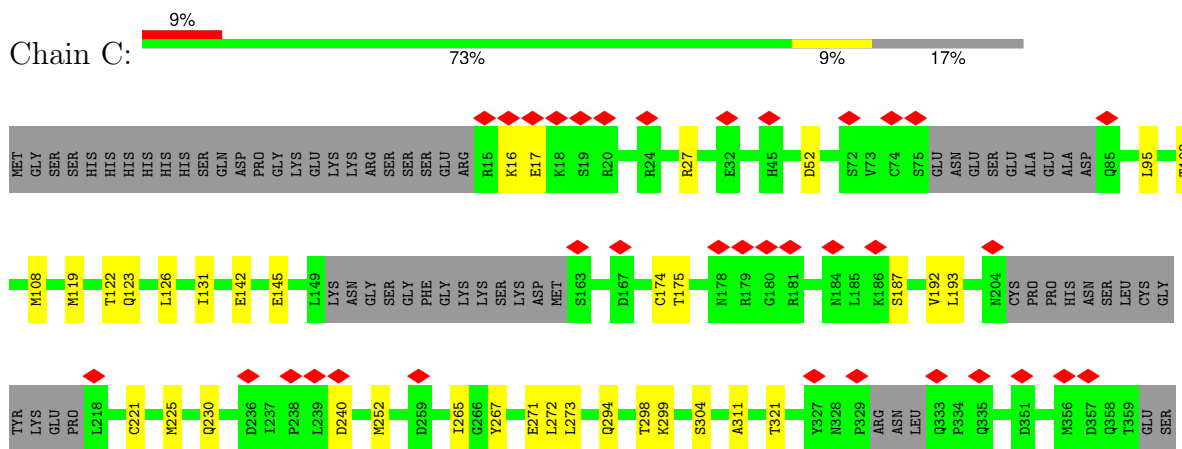 9%
Chain C:
73% 9% 17%
MET GLY SER SER HIS HIS HIS HIS HIS HIS SER GLN ASP PRO GLY LYS GLU LYS LYS ARG SER SER SER GLU ARG R15 K16 E17 K18 S19 R20 R24 R27 E32 H45 D52 S72 V73 C74 S75 GLU ASN GLU SER GLU ALA GLU ALA ASP Q85 L95
M108 M119 T122 Q123 L126 I131 E142 E145 L149 LYS ASN GLY SER GLY PHE GLY LYS LYS SER LYS ASP MET S163 D167 C174 T175 N178 R179 G180 R181 N184 L185 K186 S187 V192 L193 N204 CYS PRO PRO HIS ASN SER LEU CYS GLY
TYR LYS GLU PRO L218 C221 M225 Q230 D236 I237 P238 L239 D240 M252 D259 I265 G266 Y267 E271 L272 L273 Q294 T298 K299 S304 A311 T321 Y327 N328 P329 ARG ASN LEU Q333 P334 Q335 D351 M356 D357 Q358 T359 GLU SER